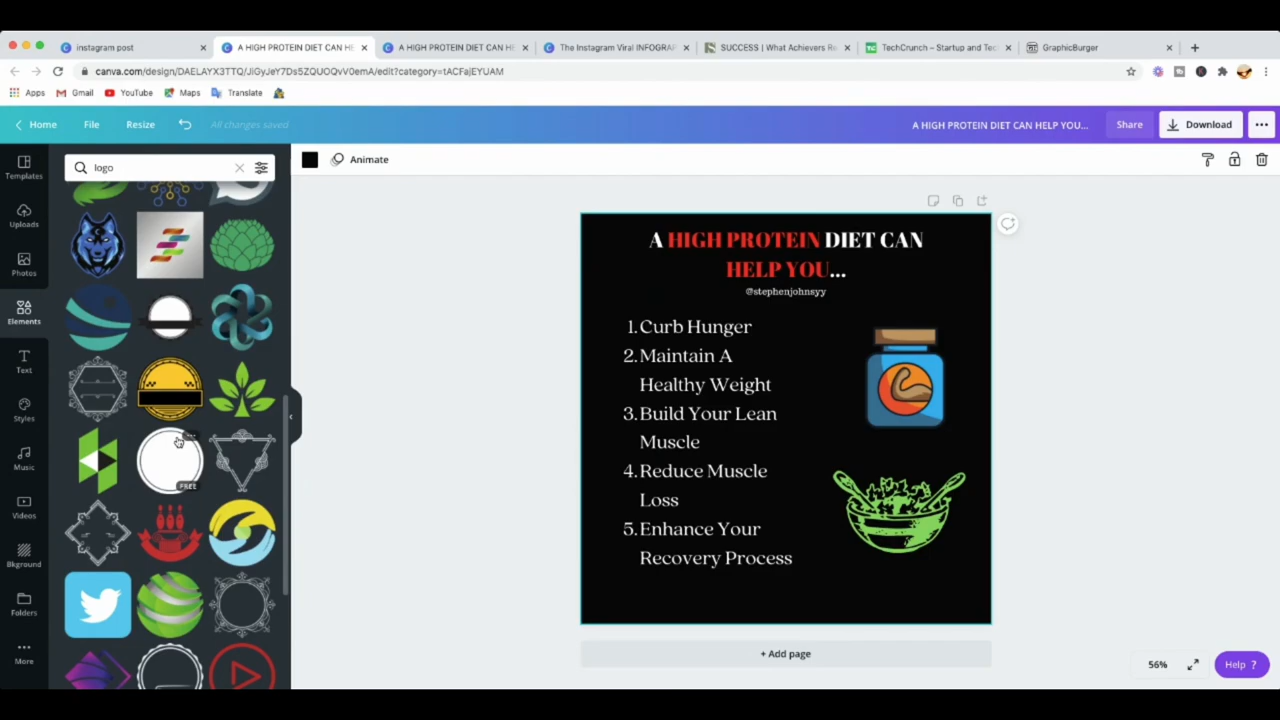 instagram post
A HIGH PROTEIN DIET CAN HE
A HIGH PROTEIN DIET CAN HE
The Instagram Viral INFOGRA
SUCCESS | What Achievers Re
TechCrunch – Startup and Tec
GraphicBurger
canva.com/design/DAELAYX3TTQ/JiGyJeY7Ds5ZQUOQvV0emA/edit?category=tACFajEYUAM
Apps
Gmail
YouTube
Maps
Translate
Home
File
Resize
All changes saved
A HIGH PROTEIN DIET CAN HELP YOU...
Share
Download
Templates
Uploads
Photos
Elements
Text
Styles
Music
Videos
Bkground
Folders
More
logo
FREE
Animate
A HIGH PROTEIN DIET CAN
HELP YOU...
@stephenjohnsyy
1. Curb Hunger
2. Maintain A
Healthy Weight
3. Build Your Lean
Muscle
4. Reduce Muscle
Loss
5. Enhance Your
Recovery Process
+ Add page
56%
Help ?